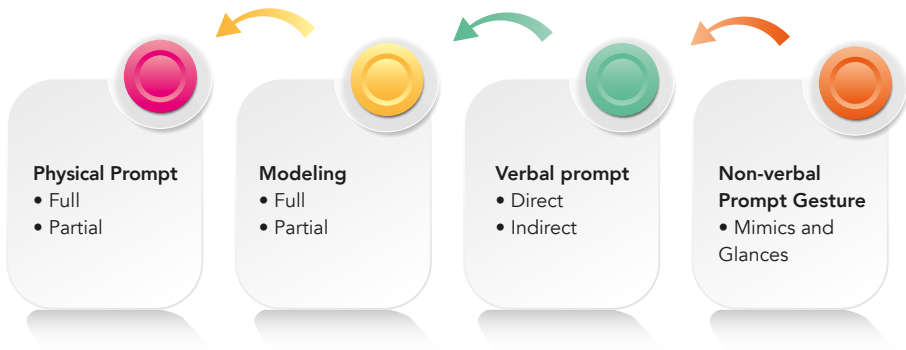 Physical Prompt
• Full
• Partial
Modeling
• Full
• Partial
Verbal prompt
• Direct
• Indirect
Non-verbal
Prompt Gesture
• Mimics and
Glances